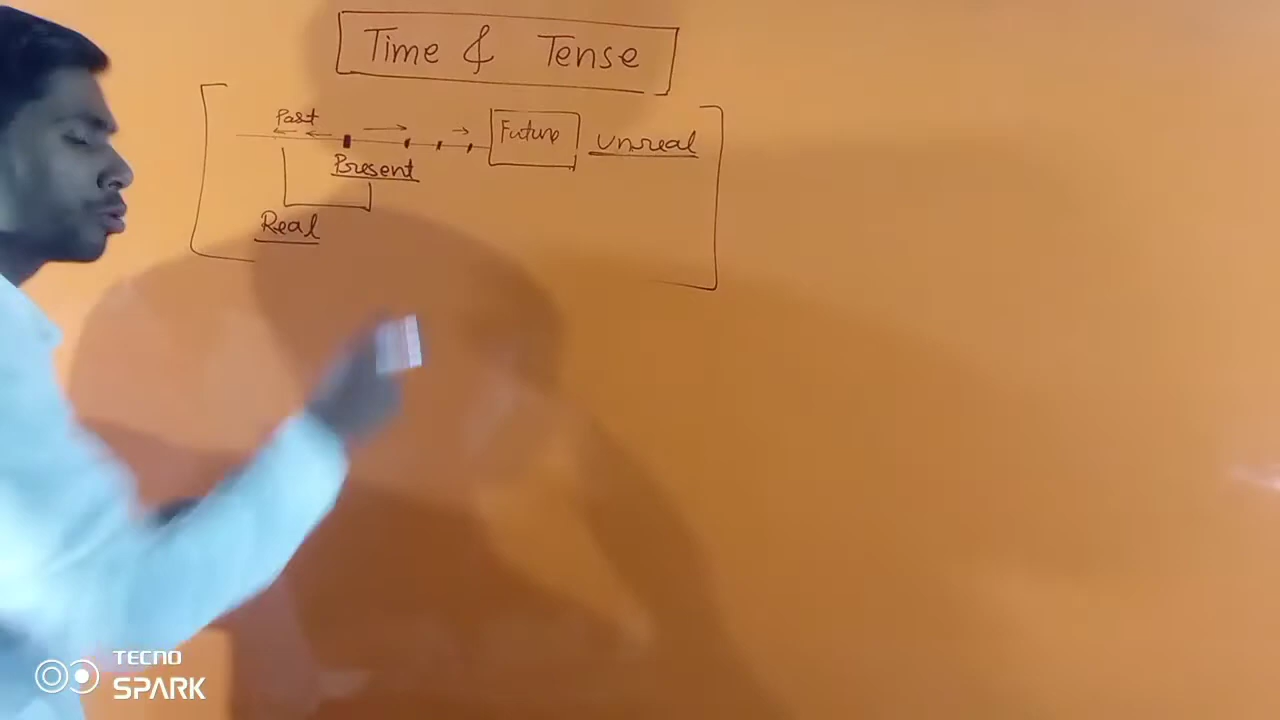 Time & Tense
Past
Future
unreal
Present
Real
TECNO
SPARK